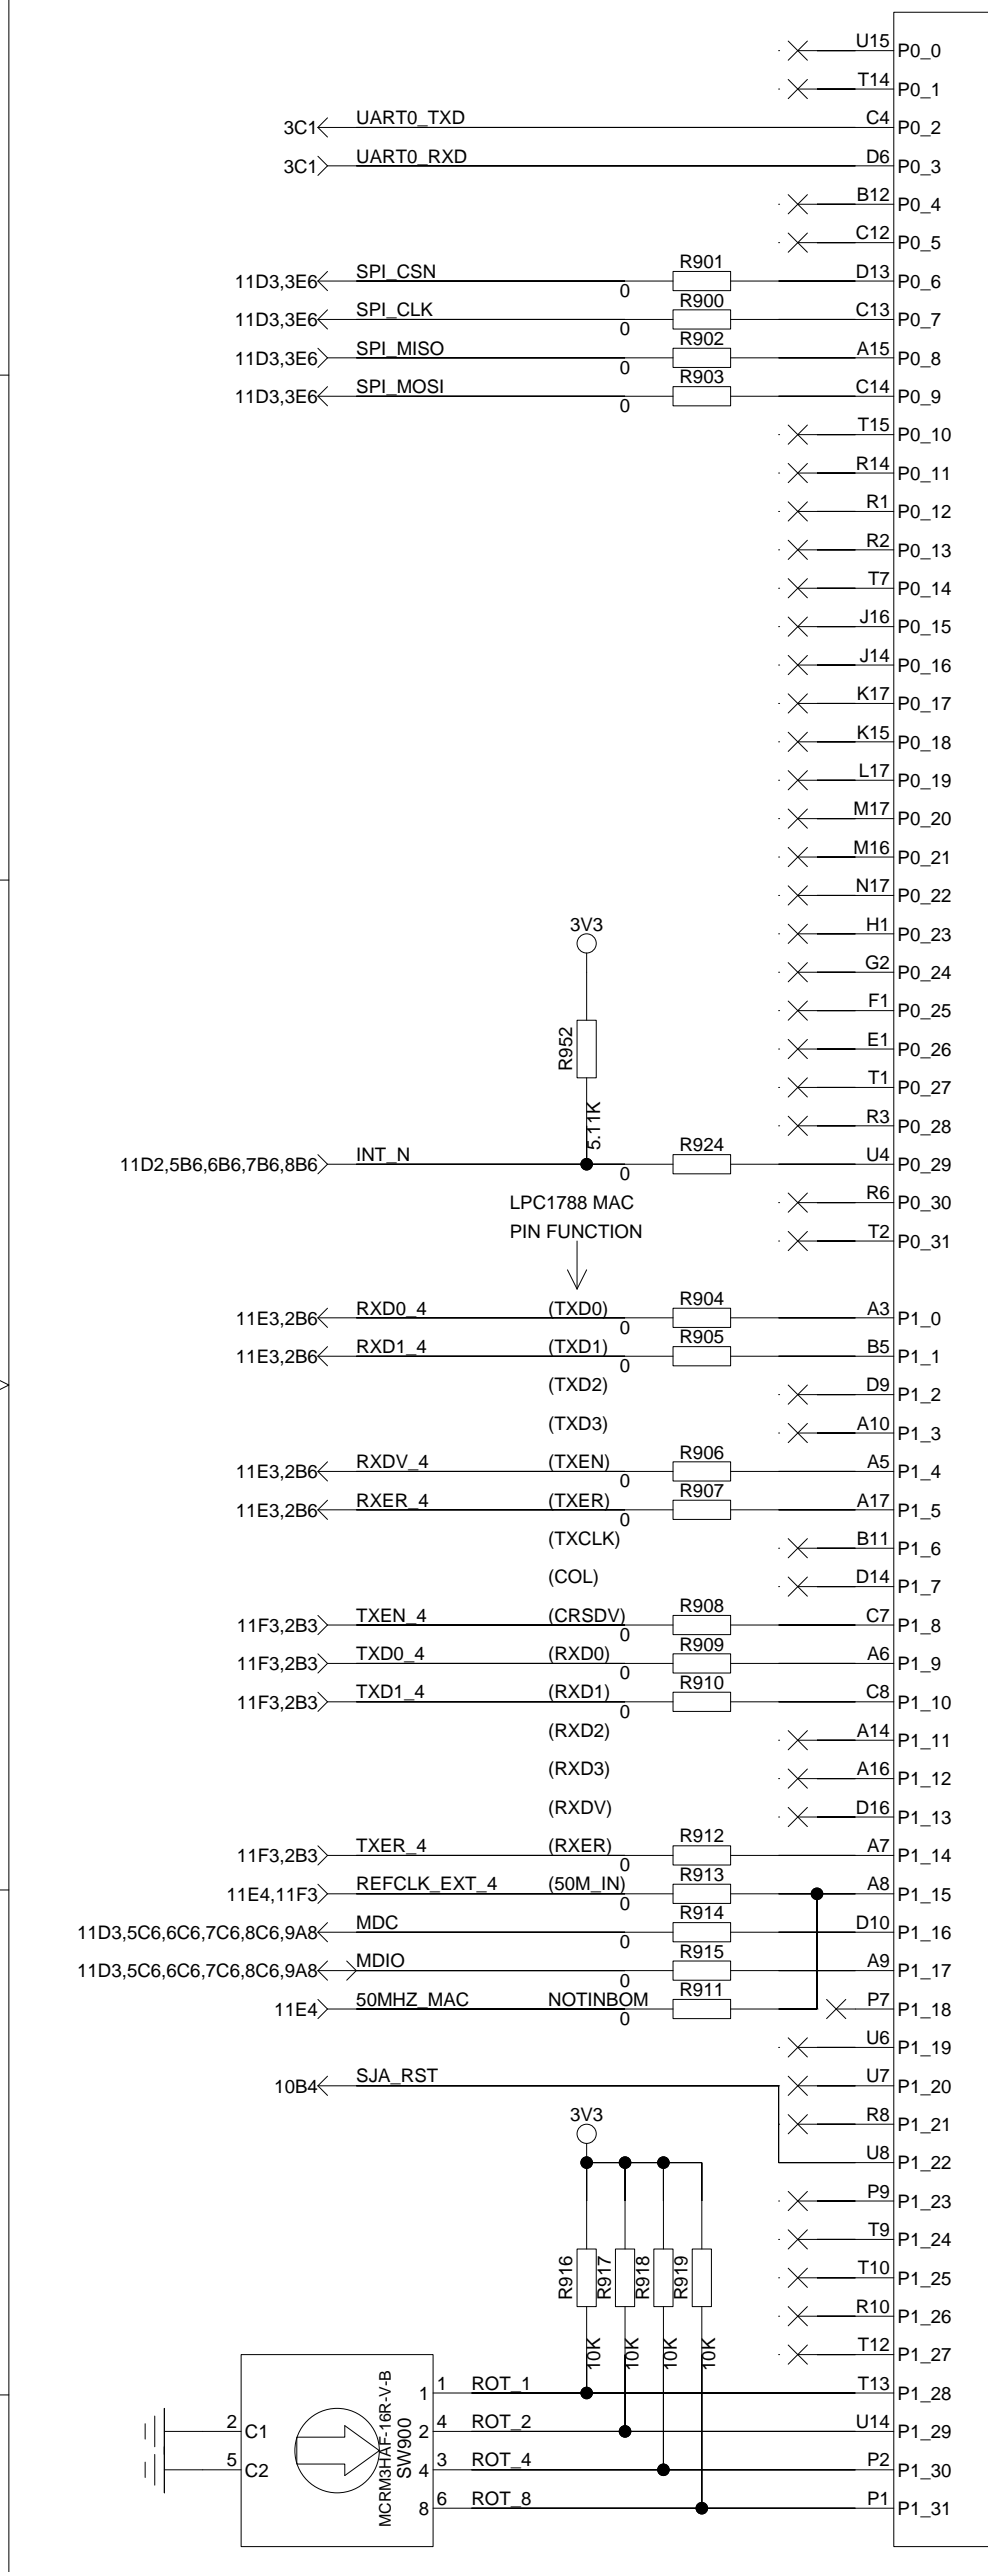 U15 P0_0
T14 P0_1
3C1 UART0_TXD C4 P0_2
3C1 UART0_RXD D6 P0_3
B12 P0_4
C12 P0_5
11D3,3E6 SPI_CSN 0 R901 D13 P0_6
11D3,3E6 SPI_CLK 0 R900 C13 P0_7
11D3,3E6 SPI_MISO 0 R902 A15 P0_8
11D3,3E6 SPI_MOSI 0 R903 C14 P0_9
T15 P0_10
R14 P0_11
R1 P0_12
R2 P0_13
T7 P0_14
J16 P0_15
J14 P0_16
K17 P0_17
K15 P0_18
L17 P0_19
M17 P0_20
M16 P0_21
N17 P0_22
3V3 H1 P0_23
G2 P0_24
F1 P0_25
R952 E1 P0_26
T1 P0_27
5.11K R3 P0_28
11D2,5B6,6B6,7B6,8B6 INT_N 0 R924 U4 P0_29
LPC1788 MAC R6 P0_30
PIN FUNCTION T2 P0_31
11E3,2B6 RXD0_4 (TXD0) 0 R904 A3 P1_0
11E3,2B6 RXD1_4 (TXD1) 0 R905 B5 P1_1
(TXD2) D9 P1_2
(TXD3) A10 P1_3
11E3,2B6 RXDV_4 (TXEN) 0 R906 A5 P1_4
11E3,2B6 RXER_4 (TXER) 0 R907 A17 P1_5
(TXCLK) B11 P1_6
(COL) D14 P1_7
11F3,2B3 TXEN_4 (CRSDV) 0 R908 C7 P1_8
11F3,2B3 TXD0_4 (RXD0) 0 R909 A6 P1_9
11F3,2B3 TXD1_4 (RXD1) 0 R910 C8 P1_10
(RXD2) A14 P1_11
(RXD3) A16 P1_12
(RXDV) D16 P1_13
11F3,2B3 TXER_4 (RXER) 0 R912 A7 P1_14
11E4,11F3 REFCLK_EXT_4 (50M_IN) 0 R913 A8 P1_15
11D3,5C6,6C6,7C6,8C6,9A8 MDC 0 R914 D10 P1_16
11D3,5C6,6C6,7C6,8C6,9A8 MDIO 0 R915 A9 P1_17
11E4 50MHZ_MAC NOTINBOM 0 R911 P7 P1_18
U6 P1_19
10B4 SJA_RST U7 P1_20
3V3 R8 P1_21
U8 P1_22
P9 P1_23
T9 P1_24
R916 R917 R918 R919 T10 P1_25
R10 P1_26
10K 10K 10K 10K T12 P1_27
1 1 ROT_1 T13 P1_28
2 C1 2 4 ROT_2 U14 P1_29
5 C2 4 3 ROT_4 P2 P1_30
8 6 ROT_8 P1 P1_31
MCRM3HAF-16R-V-B
SW900